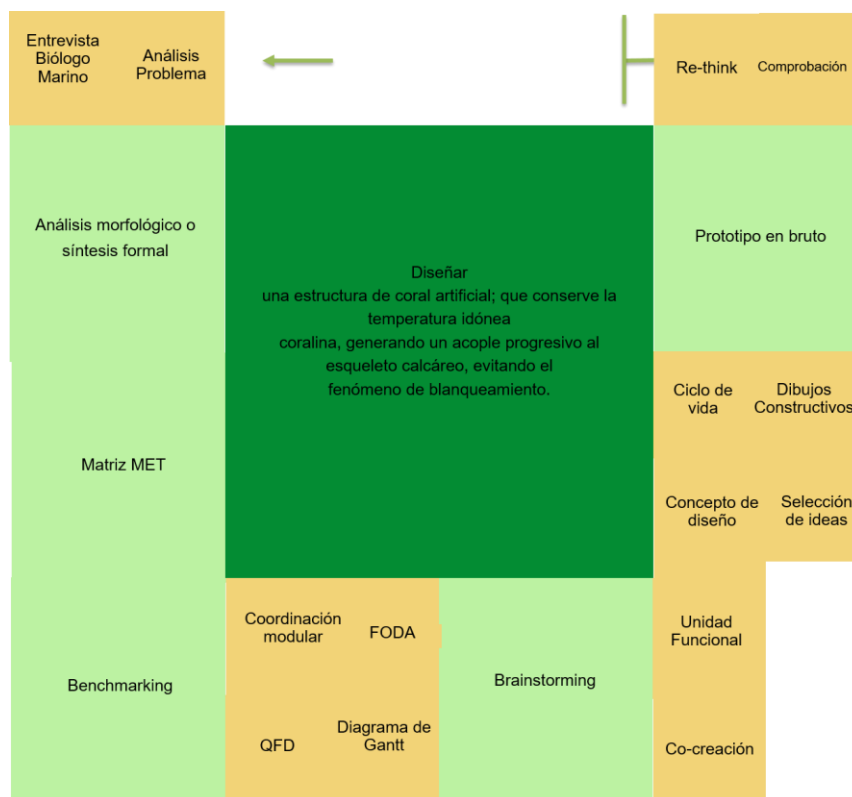 Entrevista
Biólogo
Marino
Análisis
Problema
Re-think
Comprobación
Análisis morfológico o
síntesis formal
Diseñar
una estructura de coral artificial; que conserve la
temperatura idónea
coralina, generando un acople progresivo al
esqueleto calcáreo, evitando el
fenómeno de blanqueamiento.
Prototipo en bruto
Matriz MET
Ciclo de
vida
Dibujos
Constructivos
Concepto de
diseño
Selección
de ideas
Benchmarking
Coordinación
modular
FODA
QFD
Diagrama de
Gantt
Brainstorming
Unidad
Funcional
Co-creación